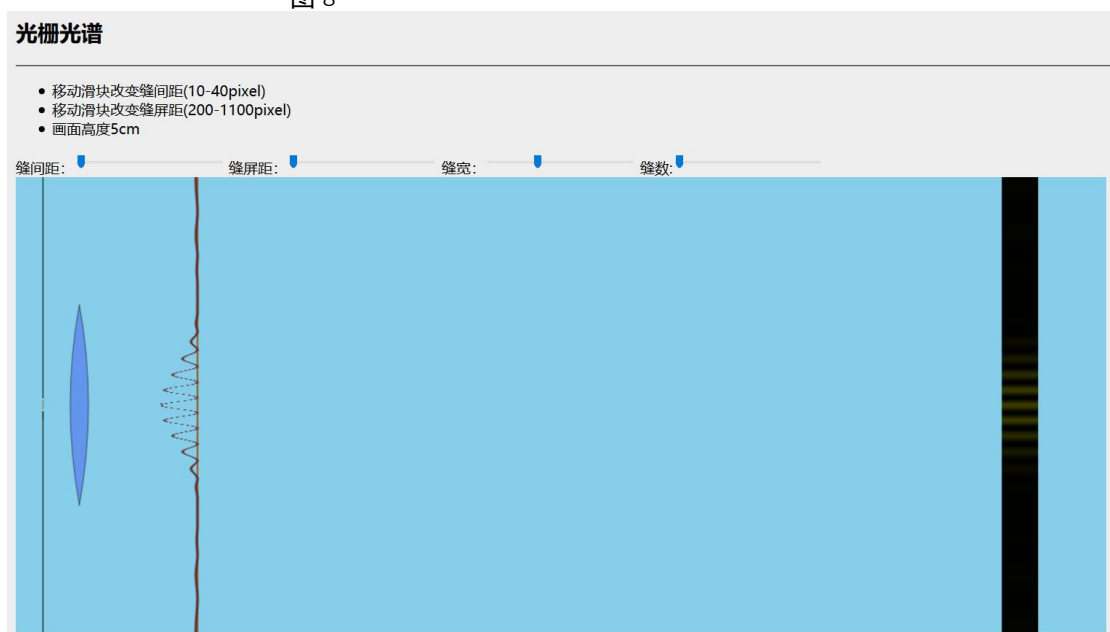 图 8
光栅光谱
移动滑块改变缝间距(10-40pixel)
移动滑块改变缝屏距(200-1100pixel)
画面高度5cm
缝间距: 缝屏距: 缝宽: 缝数: